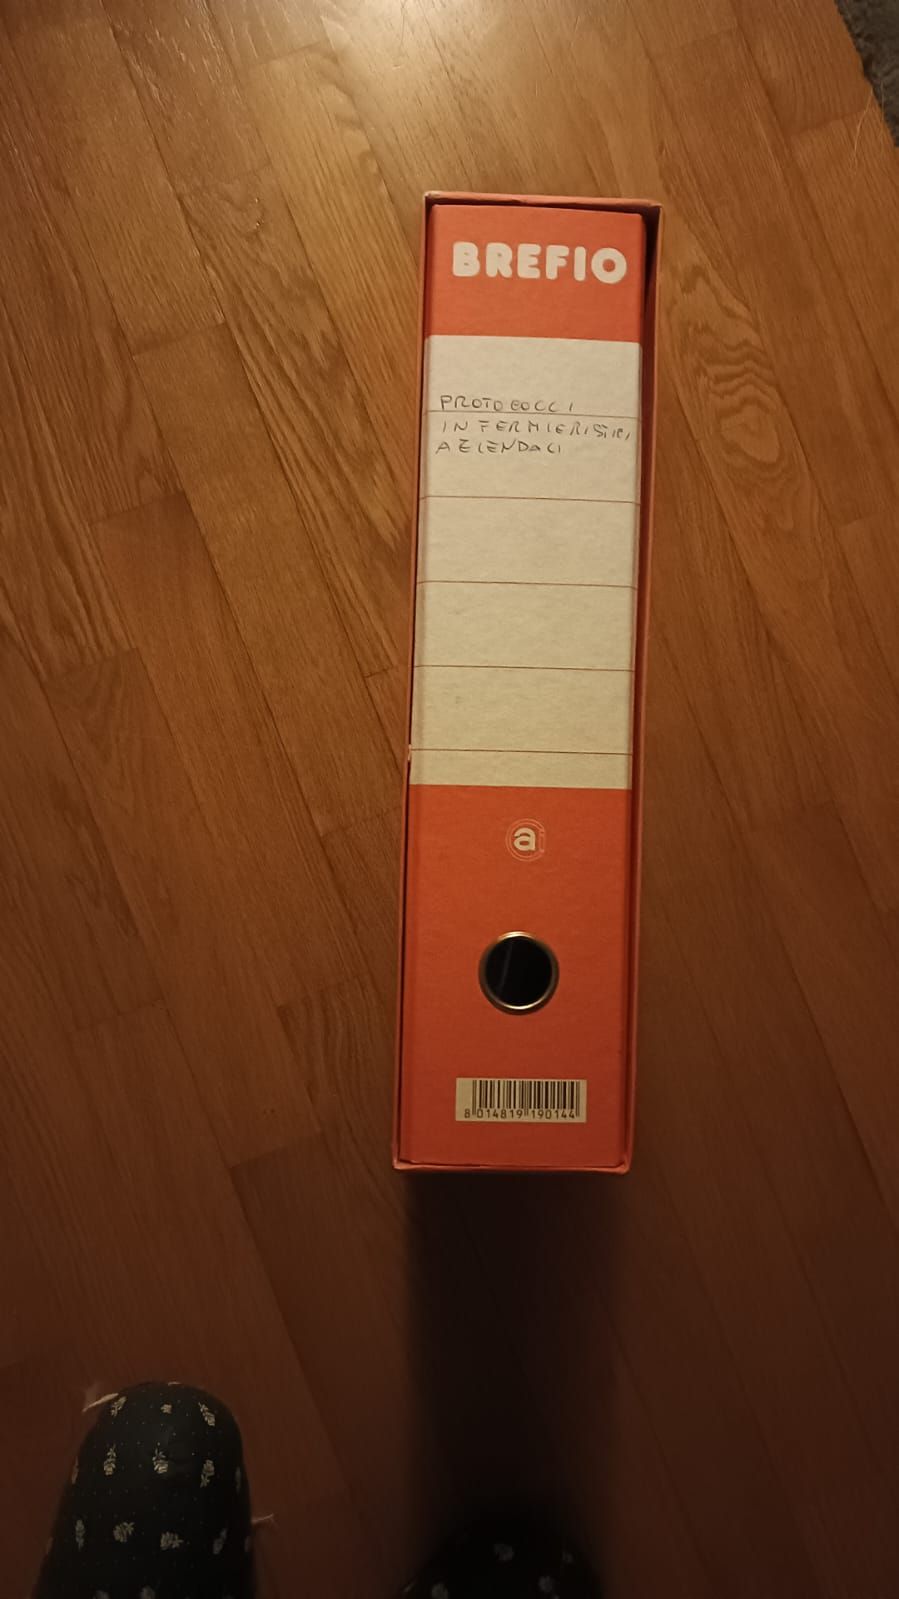 BREFIO
PROTOCOLLI
INFERMIERISTICI
AZIENDALI
a
8 014819 190144